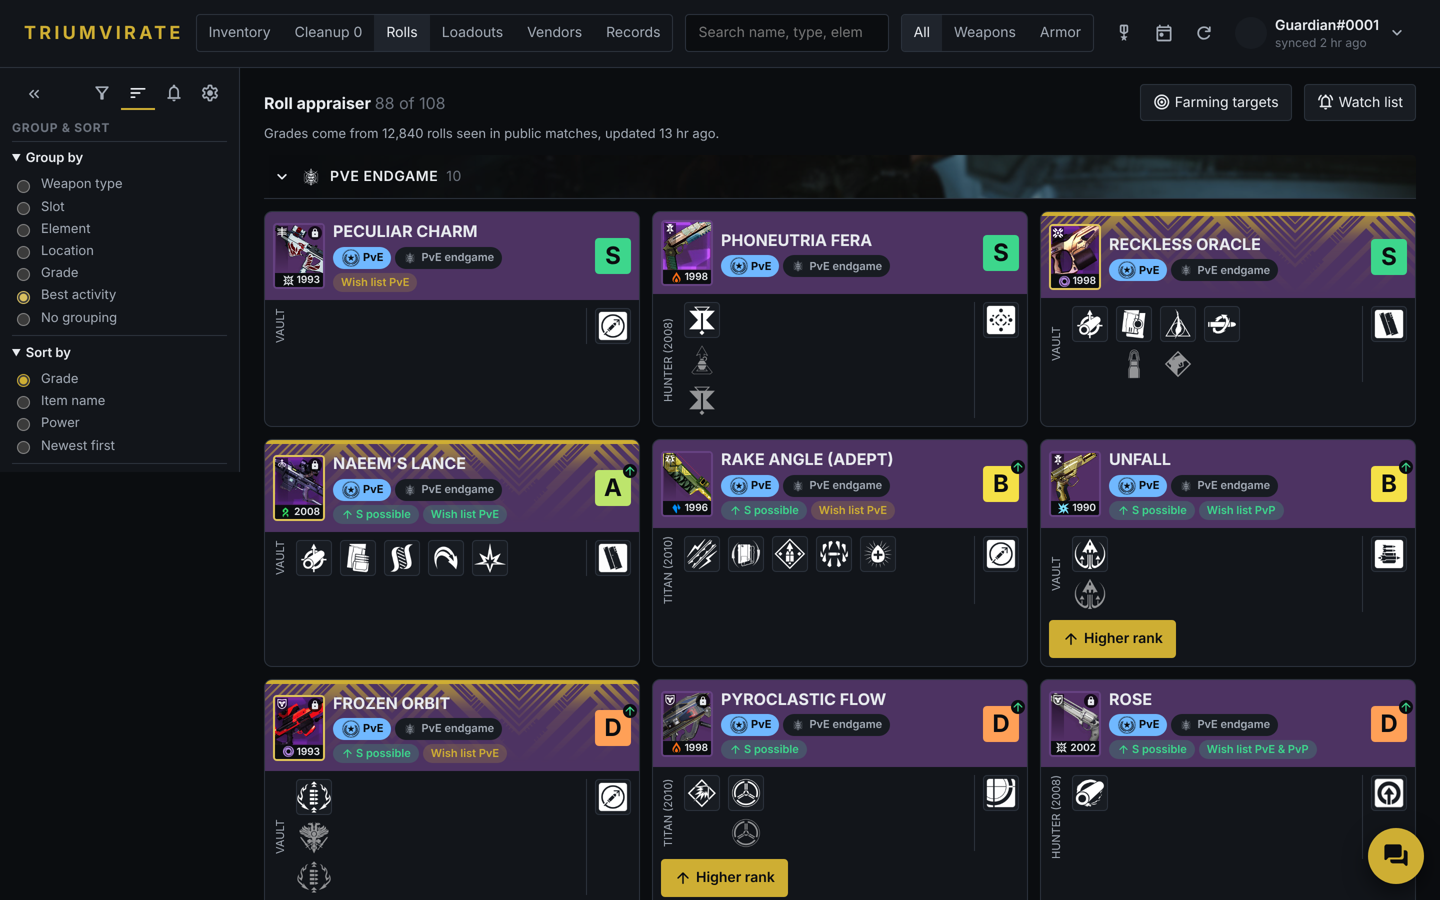 TRIUMVIRATE
Inventory
Cleanup 0
Rolls
Loadouts
Vendors
Records
Search name, type, elem
All
Weapons
Armor
Guardian#0001
synced 2 hr ago
GROUP & SORT
Group by
Weapon type
Slot
Element
Location
Grade
Best activity
No grouping
Sort by
Grade
Item name
Power
Newest first
Roll appraiser 88 of 108
Grades come from 12,840 rolls seen in public matches, updated 13 hr ago.
Farming targets
Watch list
PVE ENDGAME 10
PECULIAR CHARM
PvE
PvE endgame
Wish list PvE
1993
S
VAULT
PHONEUTRIA FERA
PvE
PvE endgame
1998
S
HUNTER (2008)
RECKLESS ORACLE
PvE
PvE endgame
1998
S
VAULT
NAEEM'S LANCE
PvE
PvE endgame
S possible
Wish list PvE
2008
A
VAULT
RAKE ANGLE (ADEPT)
PvE
PvE endgame
S possible
Wish list PvE
1996
B
TITAN (2010)
UNFALL
PvE
PvE endgame
S possible
Wish list PvP
1990
B
VAULT
Higher rank
FROZEN ORBIT
PvE
PvE endgame
S possible
Wish list PvE
1993
D
VAULT
PYROCLASTIC FLOW
PvE
PvE endgame
S possible
1998
D
TITAN (2010)
Higher rank
ROSE
PvE
PvE endgame
S possible
Wish list PvE & PvP
2002
D
HUNTER (2008)